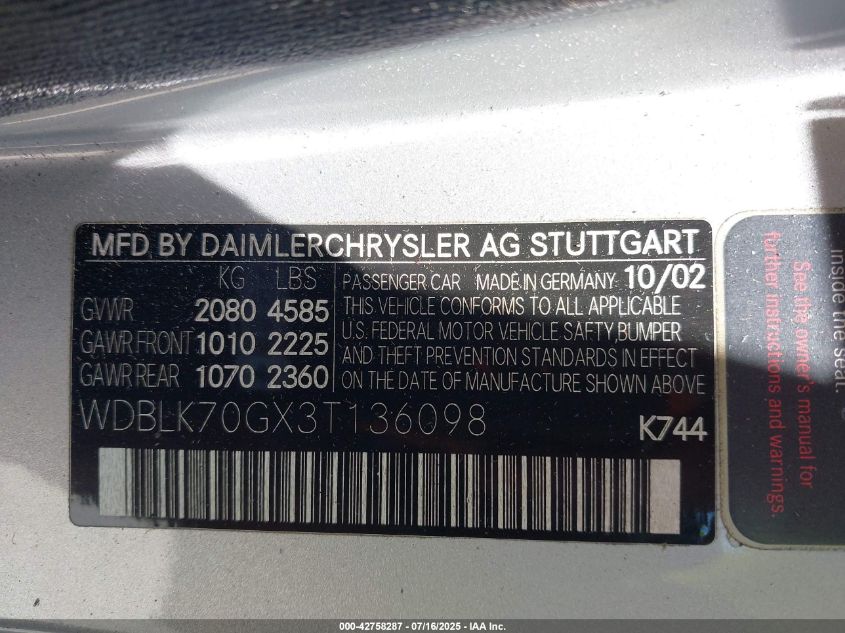 MFD BY DAIMLERCHRYSLER AG STUTTGART
KG LBS
GVWR 2080 4585
GAWR FRONT 1010 2225
GAWR REAR 1070 2360
PASSENGER CAR MADE IN GERMANY 10/02
THIS VEHICLE CONFORMS TO ALL APPLICABLE
U.S. FEDERAL MOTOR VEHICLE SAFTY,BUMPER
AND THEFT PREVENTION STANDARDS IN EFFECT
ON THE DATE OF MANUFACTURE SHOWN ABOVE
WDBLK70GX3T136098
K744
inside the seat.
See the owner's manual for
further instructions and warnings.
000-42758287 - 07/16/2025 - IAA Inc.